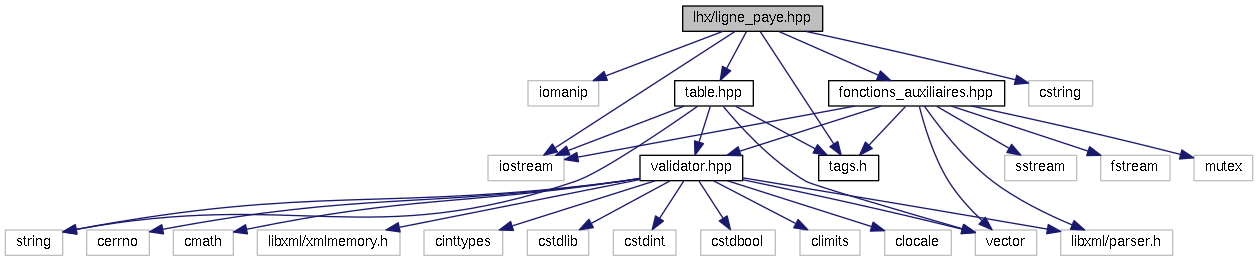 lhx/ligne_paye.hpp
iomanip
table.hpp
fonctions_auxiliaires.hpp
cstring
iostream
validator.hpp
tags.h
sstream
fstream
mutex
string
cerrno
cmath
libxml/xmlmemory.h
cinttypes
cstdlib
cstdint
cstdbool
climits
clocale
vector
libxml/parser.h